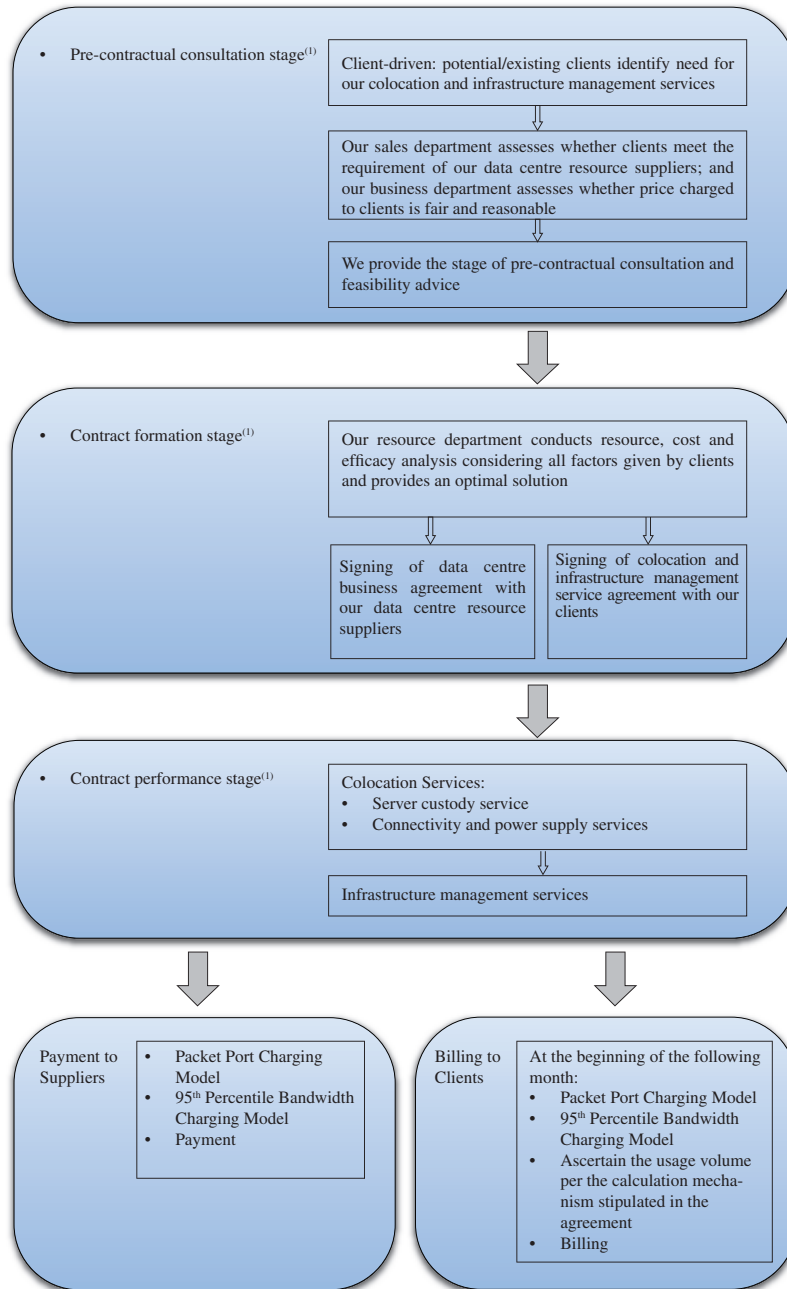 • Pre-contractual consultation stage(1)
Client-driven: potential/existing clients identify need for
our colocation and infrastructure management services
Our sales department assesses whether clients meet the
requirement of our data centre resource suppliers; and
our business department assesses whether price charged
to clients is fair and reasonable
We provide the stage of pre-contractual consultation and
feasibility advice
• Contract formation stage(1)
Our resource department conducts resource, cost and
efficacy analysis considering all factors given by clients
and provides an optimal solution
Signing of data centre
business agreement with
our data centre resource
suppliers
Signing of colocation and
infrastructure management
service agreement with our
clients
• Contract performance stage(1)
Colocation Services:
• Server custody service
• Connectivity and power supply services
Infrastructure management services
Payment to
Suppliers
• Packet Port Charging
Model
• 95th Percentile Bandwidth
Charging Model
• Payment
Billing to
Clients
At the beginning of the following
month:
• Packet Port Charging Model
• 95th Percentile Bandwidth
Charging Model
• Ascertain the usage volume
per the calculation mecha-
nism stipulated in the
agreement
• Billing